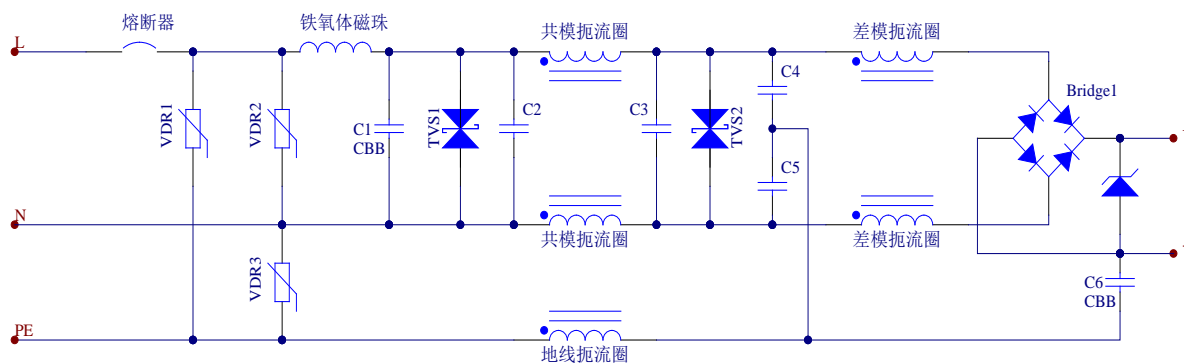 熔断器
铁氧体磁珠
共模扼流圈
差模扼流圈
L
C4
Bridge1
VDR1
VDR2
C1
CBB
TVS1
C2
C3
TVS2
C5
N
共模扼流圈
差模扼流圈
VDR3
C6
CBB
PE
地线扼流圈